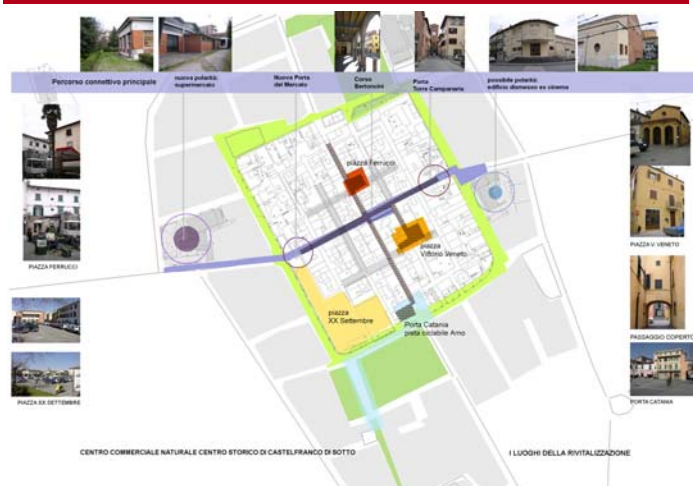 Percorso connettivo principale
nuova polarità:
supermercato
Nuova Porta
del Mercato
Corso
Bertoncini
Porta
Torre Campanaria
possibile polarità:
edificio dismesso ex cinema
piazza Ferrucci
piazza
Vittorio Veneto
piazza
XX Settembre
Porta Catania
pista ciclabile Arno
PIAZZA FERRUCCI
PIAZZA XX SETTEMBRE
PIAZZA V. VENETO
PASSAGGIO COPERTO
PORTA CATANIA
CENTRO COMMERCIALE NATURALE CENTRO STORICO DI CASTELFRANCO DI SOTTO
I LUOGHI DELLA RIVITALIZZAZIONE